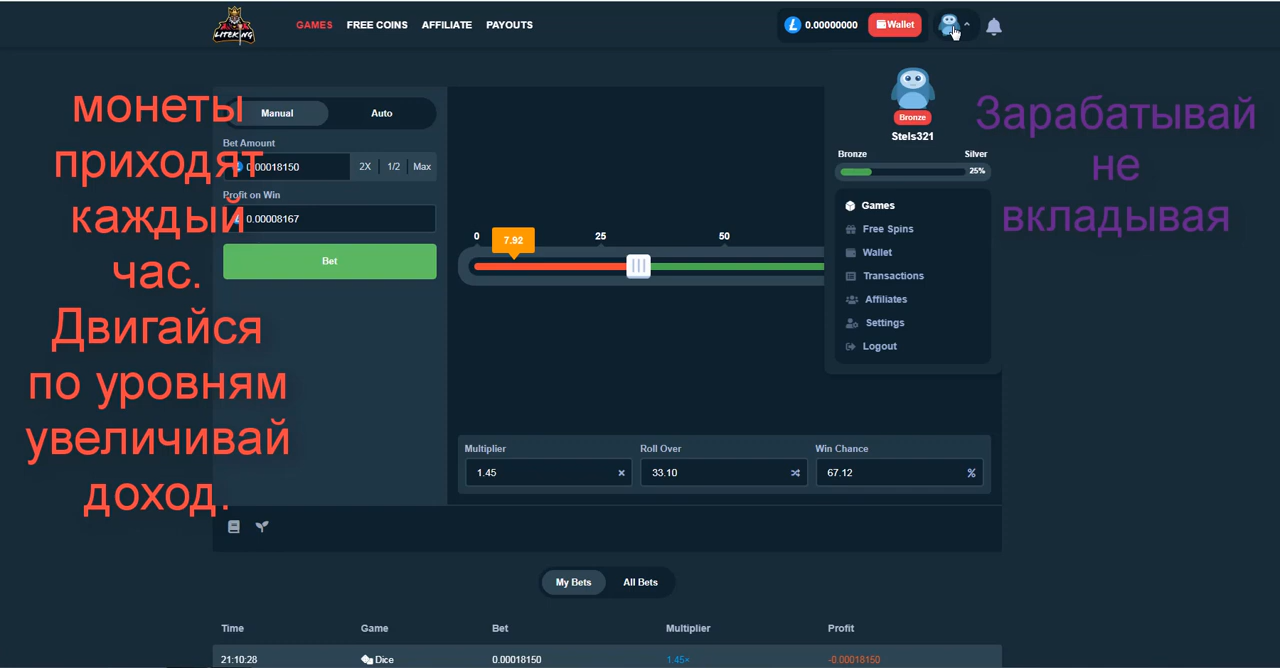 LITEKING
GAMES FREE COINS AFFILIATE PAYOUTS
0.00000000 Wallet
монеты
приходят
каждый
час.
Двигайся
по уровням
увеличивай
доход.
Manual Auto
Bet Amount
0.00018150 2X 1/2 Max
Profit on Win
0.00008167
Bet
0 25 50
7.92
Bronze
Stels321
Bronze Silver
25%
Games
Free Spins
Wallet
Transactions
Affiliates
Settings
Logout
Зарабатывай
не
вкладывая
Multiplier Roll Over Win Chance
1.45 × 33.10 67.12 %
My Bets All Bets
Time Game Bet Multiplier Profit
21:10:28 Dice 0.00018150 1.45× -0.00018150